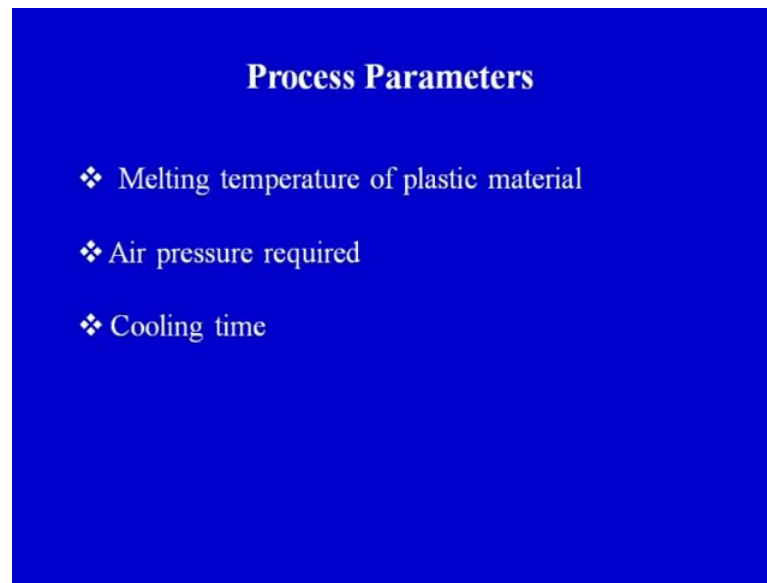 Process Parameters
❖ Melting temperature of plastic material
❖ Air pressure required
❖ Cooling time